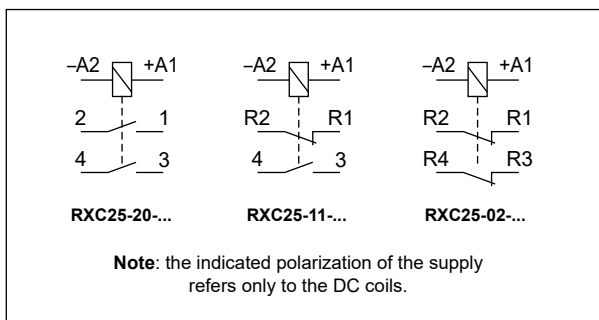 –A2 +A1 –A2 +A1 –A2 +A1
2 1 R2 R1 R2 R1
4 3 4 3 R4 R3
RXC25-20-... RXC25-11-... RXC25-02-...
Note: the indicated polarization of the supply
refers only to the DC coils.